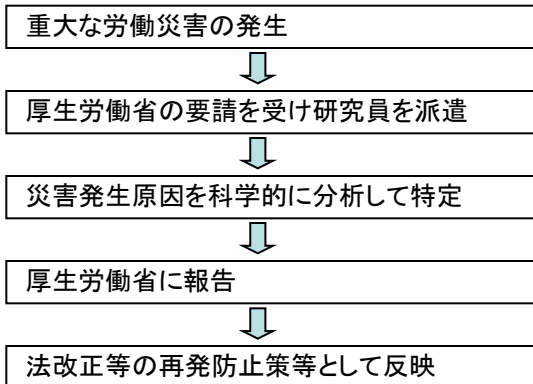 重大な労働災害の発生
厚生労働省の要請を受け研究員を派遣
災害発生原因を科学的に分析して特定
厚生労働省に報告
法改正等の再発防止策等として反映